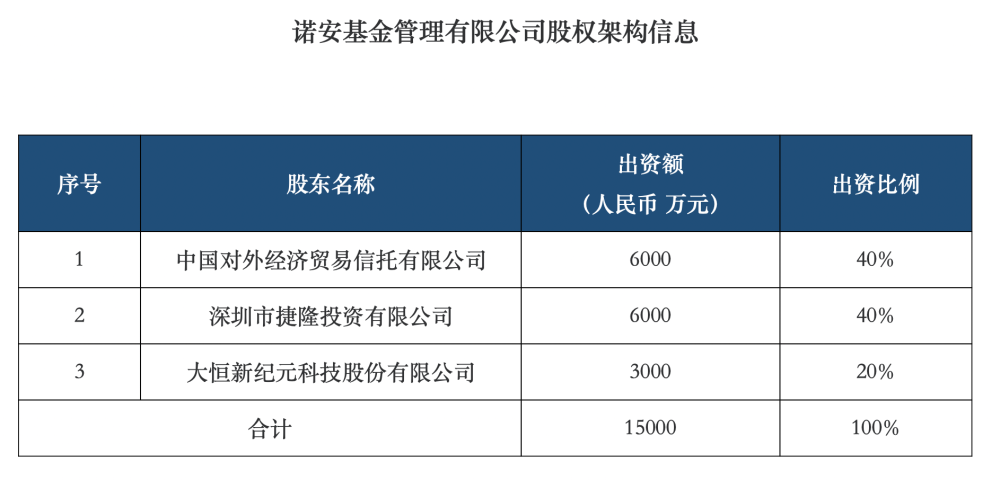 诺安基金管理有限公司股权架构信息
序号 股东名称 出资额 （人民币 万元） 出资比例
1 中国对外经济贸易信托有限公司 6000 40%
2 深圳市捷隆投资有限公司 6000 40%
3 大恒新纪元科技股份有限公司 3000 20%
合计 15000 100%